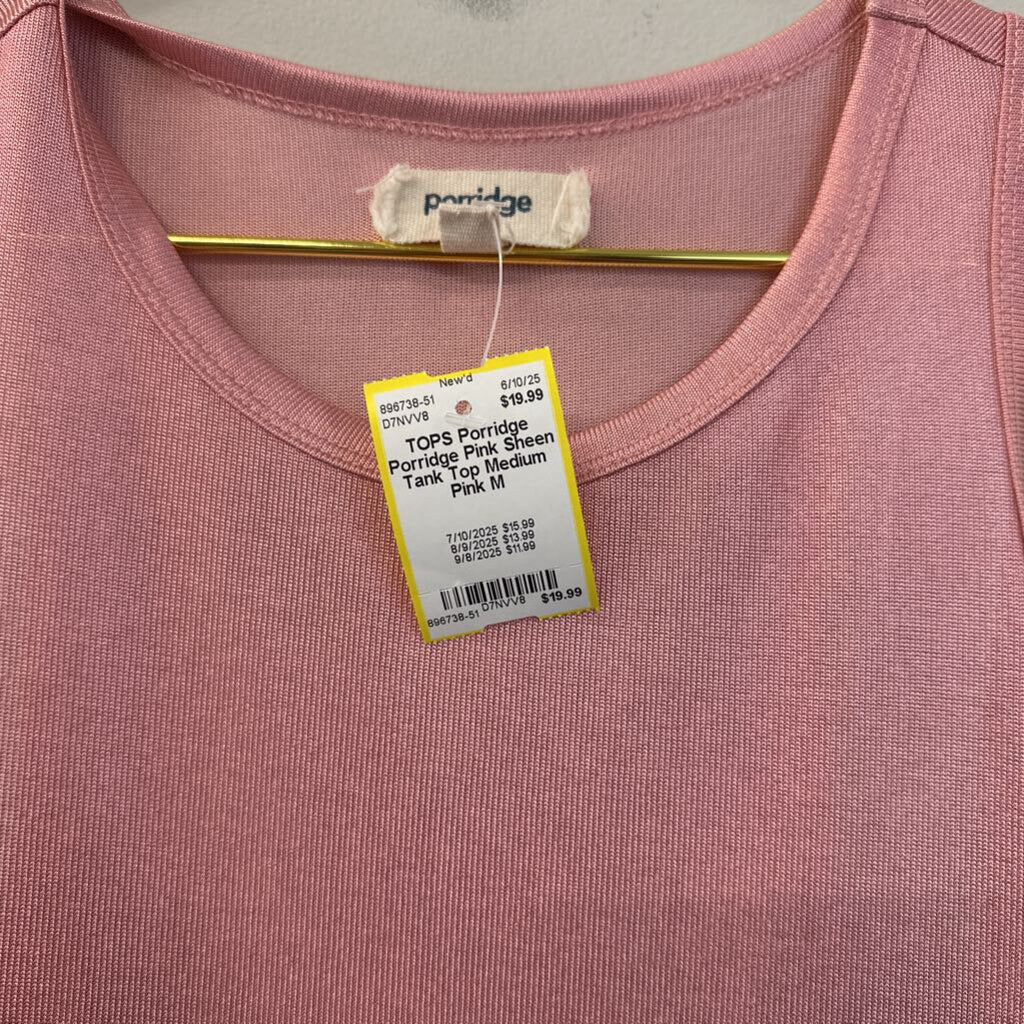 porridge
New'd
896738-51 6/10/25
D7NVV8 $19.99
TOPS Porridge
Porridge Pink Sheen
Tank Top Medium
Pink M
7/10/2025 $15.99
8/9/2025 $13.99
9/8/2025 $11.99
896738-51 D7NVV8 $19.99